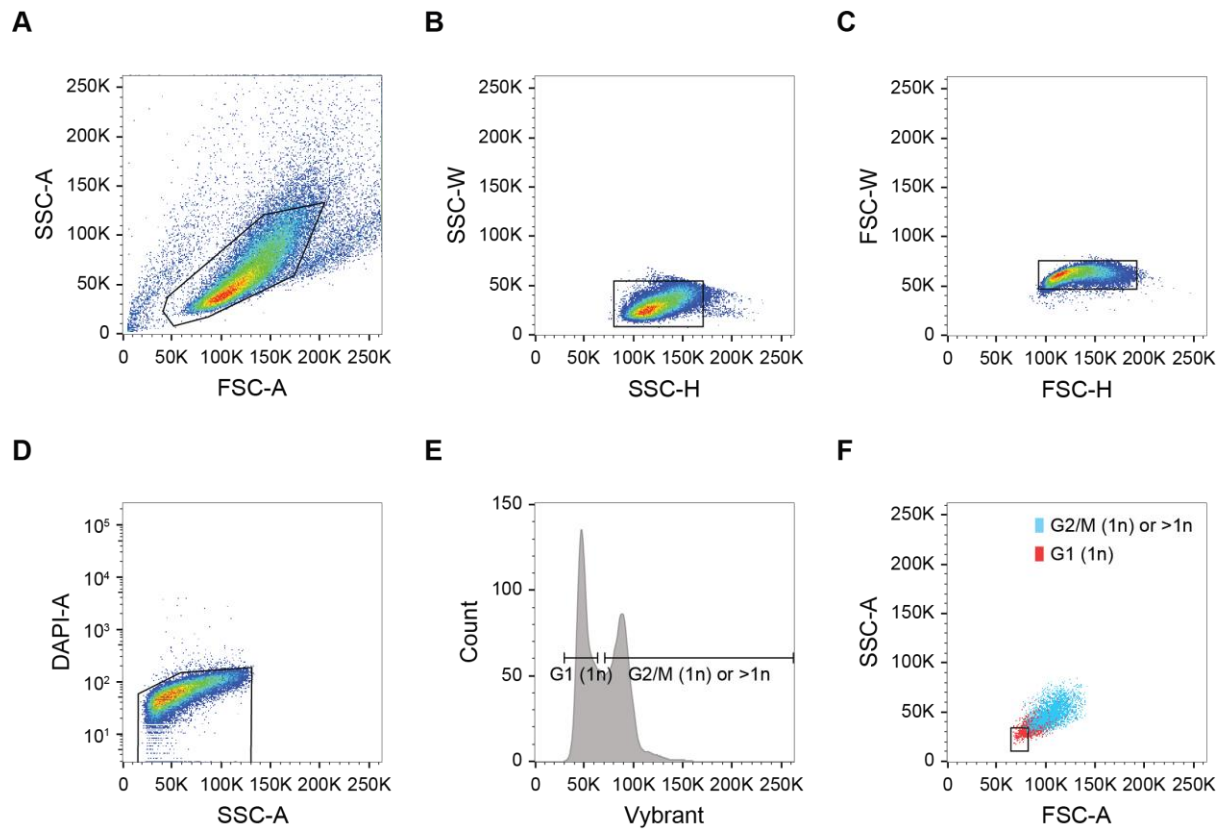 A
250K
200K
150K
100K
50K
0
SSC-A
0 50K 100K 150K 200K 250K
FSC-A
B
250K
200K
150K
100K
50K
0
SSC-W
0 50K 100K 150K 200K 250K
SSC-H
C
250K
200K
150K
100K
50K
0
FSC-W
0 50K 100K 150K 200K 250K
FSC-H
D
10⁵
10⁴
10³
10²
10¹
DAPI-A
0 50K 100K 150K 200K 250K
SSC-A
E
150
100
50
0
Count
G1 (1n) G2/M (1n) or >1n
0 50K 100K 150K 200K 250K
Vybrant
F
250K
200K
150K
100K
50K
0
SSC-A
G2/M (1n) or >1n
G1 (1n)
0 50K 100K 150K 200K 250K
FSC-A